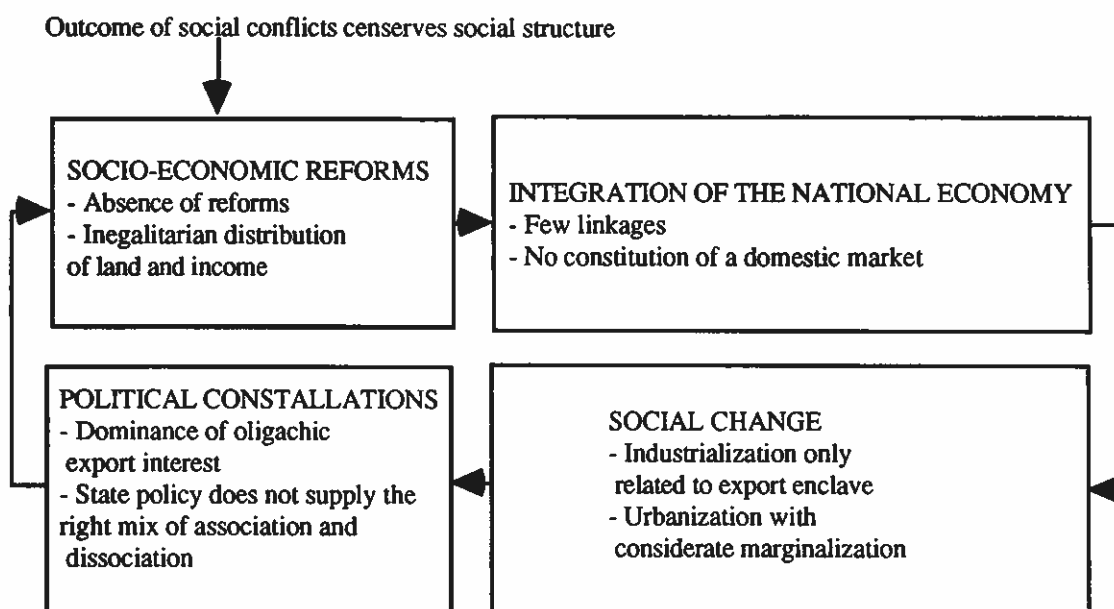 Outcome of social conflicts censerves social structure
SOCIO-ECONOMIC REFORMS
- Absence of reforms
- Inegalitarian distribution
of land and income
INTEGRATION OF THE NATIONAL ECONOMY
- Few linkages
- No constitution of a domestic market
POLITICAL CONSTALLATIONS
- Dominance of oligachic
export interest
- State policy does not supply the
right mix of association and
dissociation
SOCIAL CHANGE
- Industrialization only
related to export enclave
- Urbanization with
considerate marginalization